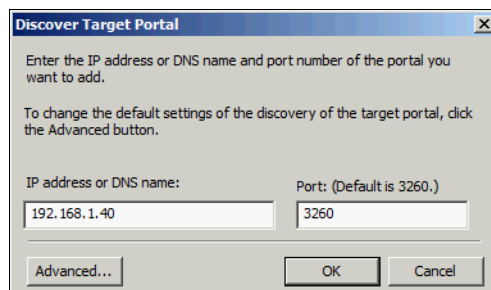 Discover Target Portal
Enter the IP address or DNS name and port number of the portal you
want to add.
To change the default settings of the discovery of the target portal, click
the Advanced button.
IP address or DNS name:
Port: (Default is 3260.)
192.168.1.40
3260
Advanced...
OK
Cancel